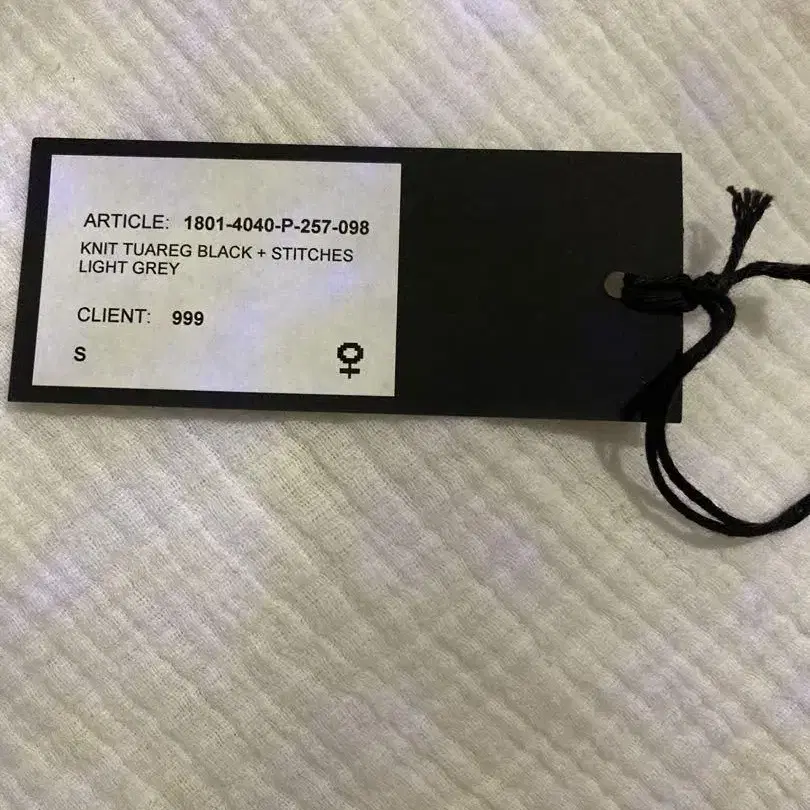 ARTICLE: 1801-4040-P-257-098
KNIT TUAREG BLACK + STITCHES
LIGHT GREY
CLIENT: 999
S ♀